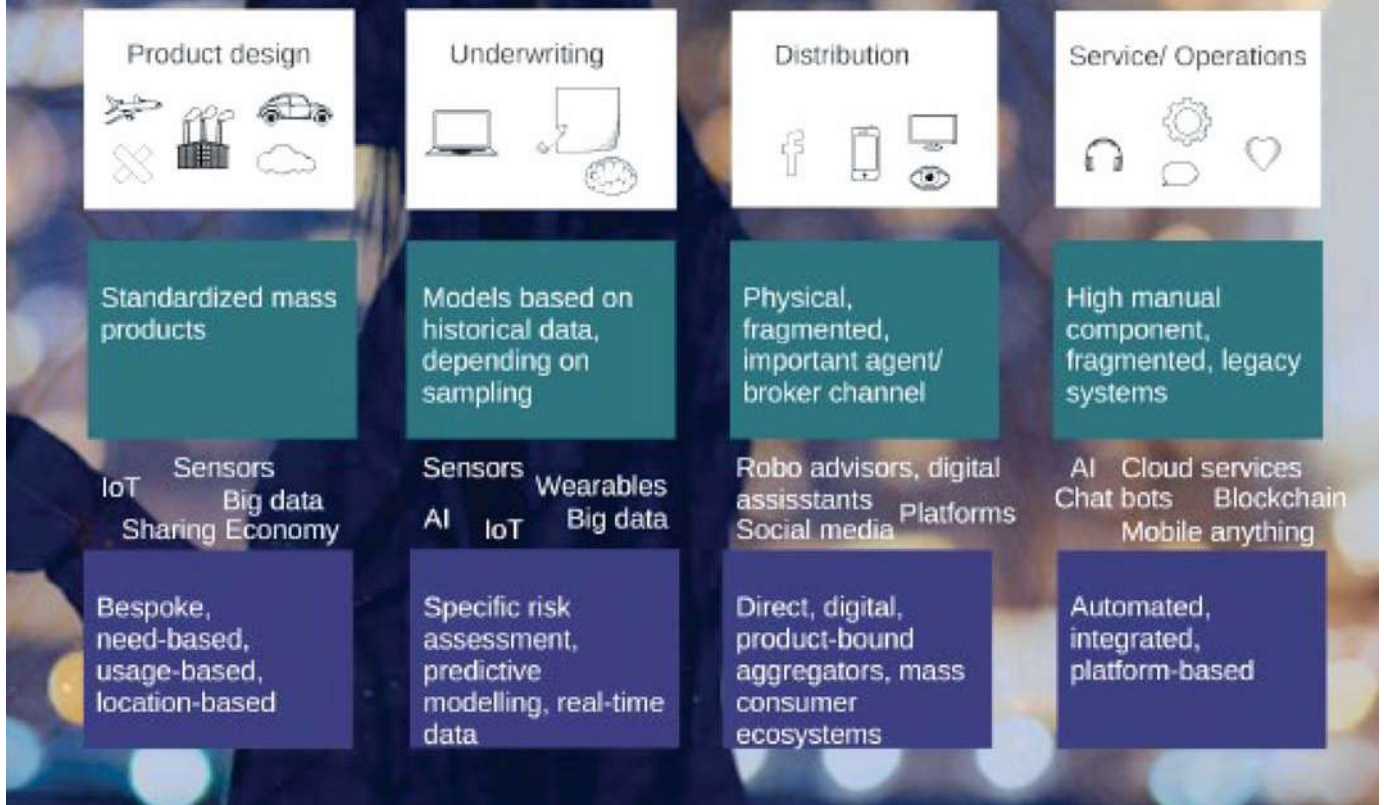 Product design
Underwriting
Distribution
Service/ Operations
Standardized mass
products
Models based on
historical data,
depending on
sampling
Physical,
fragmented,
important agent/
broker channel
High manual
component,
fragmented, legacy
systems
IoT
Sensors
Big data
Sharing Economy
Sensors
Wearables
AI
IoT
Big data
Robo advisors, digital
assisstants
Platforms
Social media
AI
Cloud services
Chat bots
Blockchain
Mobile anything
Bespoke,
need-based,
usage-based,
location-based
Specific risk
assessment,
predictive
modelling, real-time
data
Direct, digital,
product-bound
aggregators, mass
consumer
ecosystems
Automated,
integrated,
platform-based